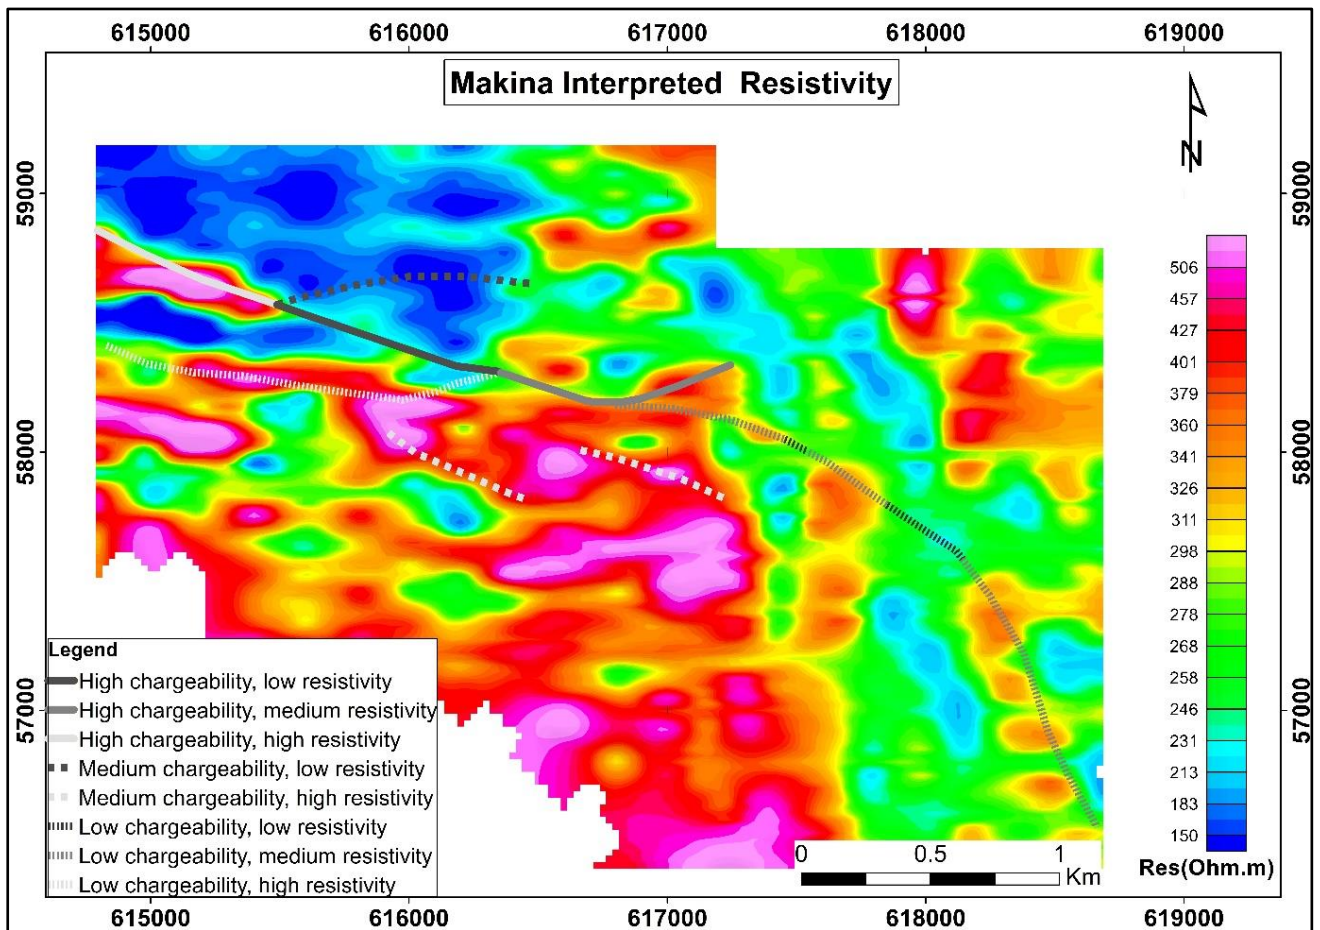 615000 616000 617000 618000 619000
Makina Interpreted Resistivity
N
59000 59000
58000 58000
57000 57000
506
457
427
401
379
360
341
326
311
298
288
278
268
258
246
231
213
183
150
Res(Ohm.m)
Legend
High chargeability, low resistivity
High chargeability, medium resistivity
High chargeability, high resistivity
Medium chargeability, low resistivity
Medium chargeability, high resistivity
Low chargeability, low resistivity
Low chargeability, medium resistivity
Low chargeability, high resistivity
0 0.5 1
Km
615000 616000 617000 618000 619000